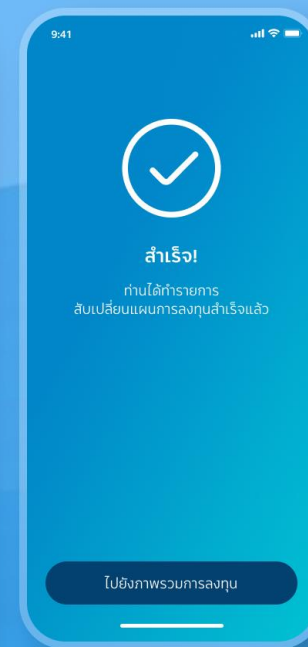 9:41
สำเร็จ!
ท่านได้ทำรายการ
สับเปลี่ยนแผนการลงทุนสำเร็จแล้ว
ไปยังภาพรวมการลงทุน